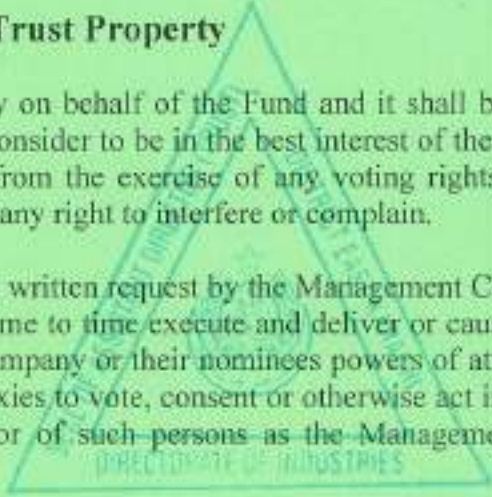 Trust Property
y on behalf of the Fund and it shall b
onsider to be in the best interest of the
from the exercise of any voting rights
any right to interfere or complain.
written request by the Management C
me to time execute and deliver or cau
mpany or their nominees powers of at
xies to vote, consent or otherwise act i
or of such persons as the Manageme
DIRECTORATE OF INDUSTRIES